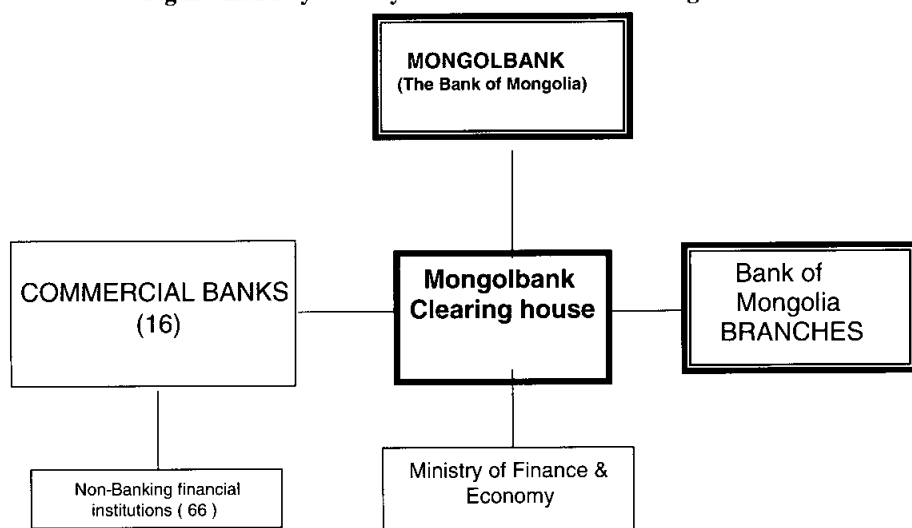 MONGOLBANK
(The Bank of Mongolia)
COMMERCIAL BANKS
(16)
Mongolbank
Clearing house
Bank of
Mongolia
BRANCHES
Non-Banking financial
institutions ( 66 )
Ministry of Finance &
Economy